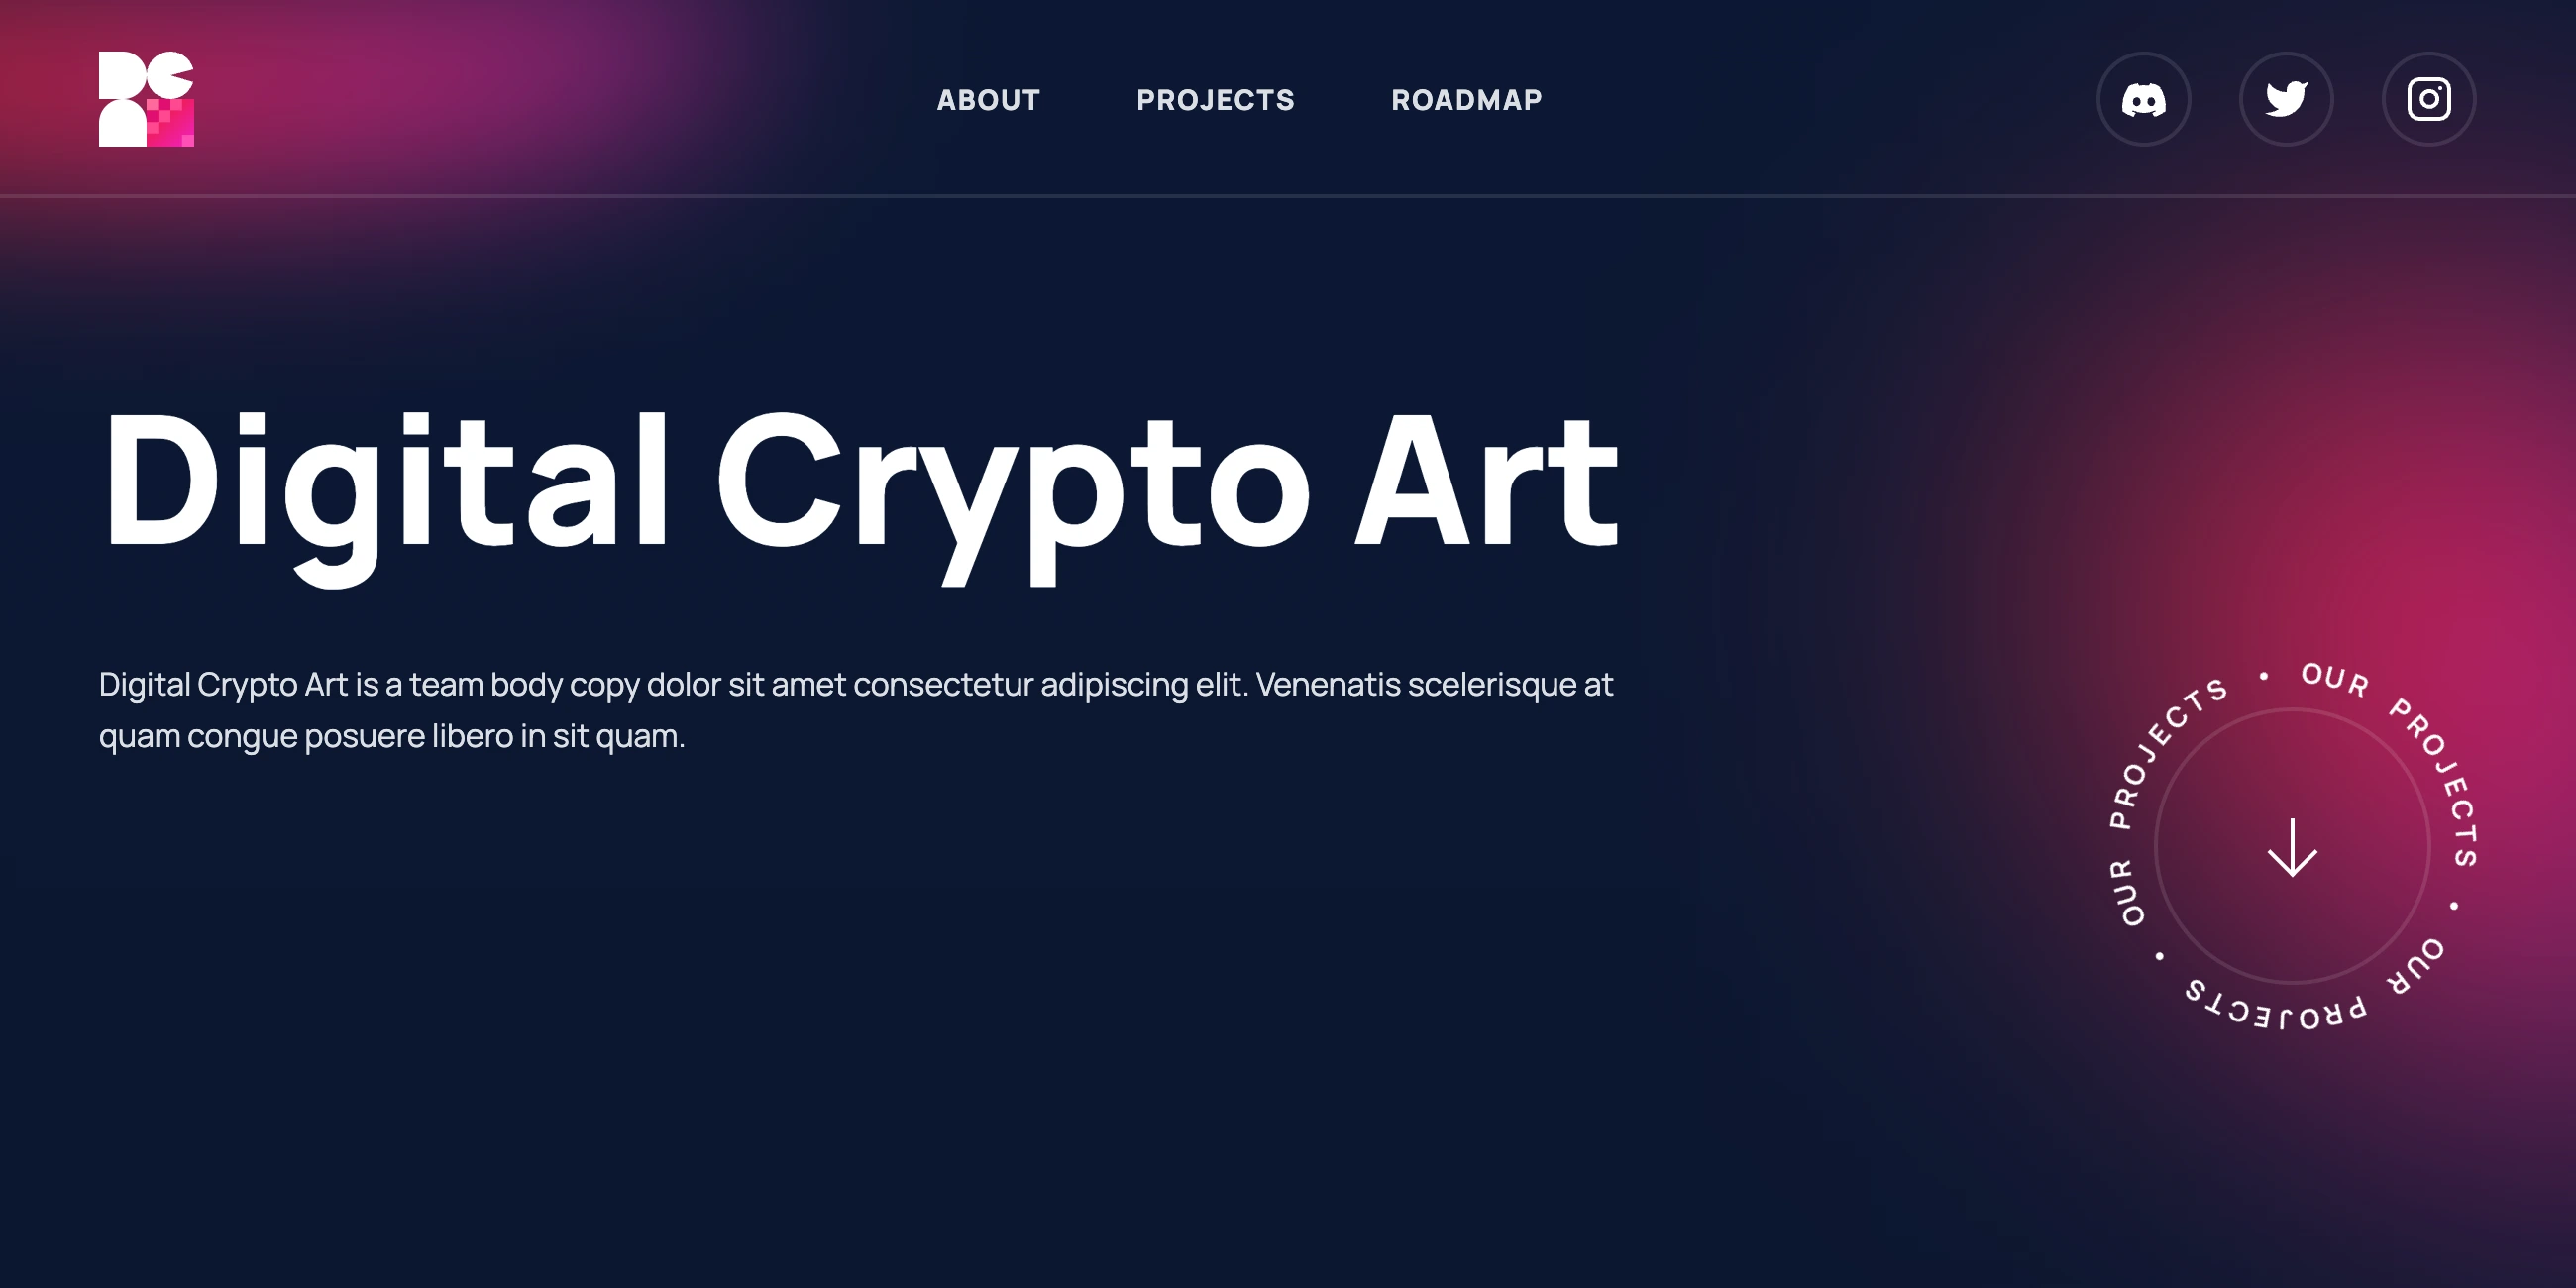 ABOUT PROJECTS ROADMAP
Digital Crypto Art
Digital Crypto Art is a team body copy dolor sit amet consectetur adipiscing elit. Venenatis scelerisque at
quam congue posuere libero in sit quam.
OUR PROJECTS • OUR PROJECTS • OUR PROJECTS •